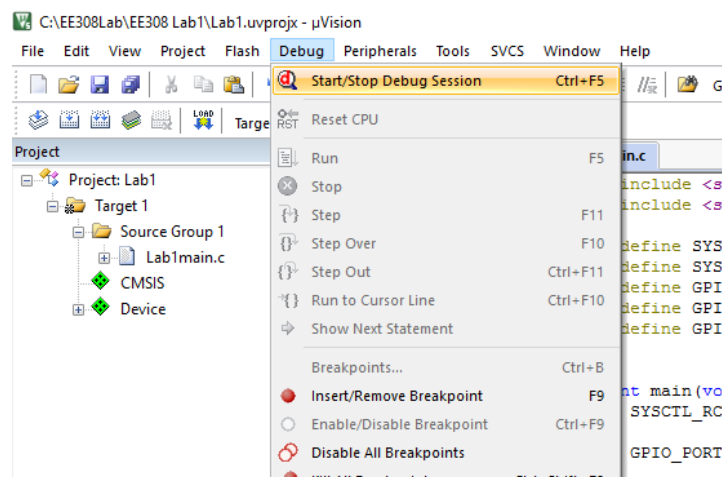 C:\EE308Lab\EE308 Lab1\Lab1.uvprojx - µVision
File Edit View Project Flash Debug Peripherals Tools SVCS Window Help
Start/Stop Debug Session Ctrl+F5
LOAD Targe
RST Reset CPU
Project
Run F5
in.c
Project: Lab1
Stop
include <s
Target 1
Step F11
include <s
Source Group 1
Step Over F10
define SYS
Lab1main.c
Step Out Ctrl+F11
define SYS
CMSIS
Run to Cursor Line Ctrl+F10
define GPI
Device
define GPI
Show Next Statement
define GPI
Breakpoints... Ctrl+B
Insert/Remove Breakpoint F9
nt main(vo
SYSCTL_RC
Enable/Disable Breakpoint Ctrl+F9
Disable All Breakpoints
GPIO_PORT